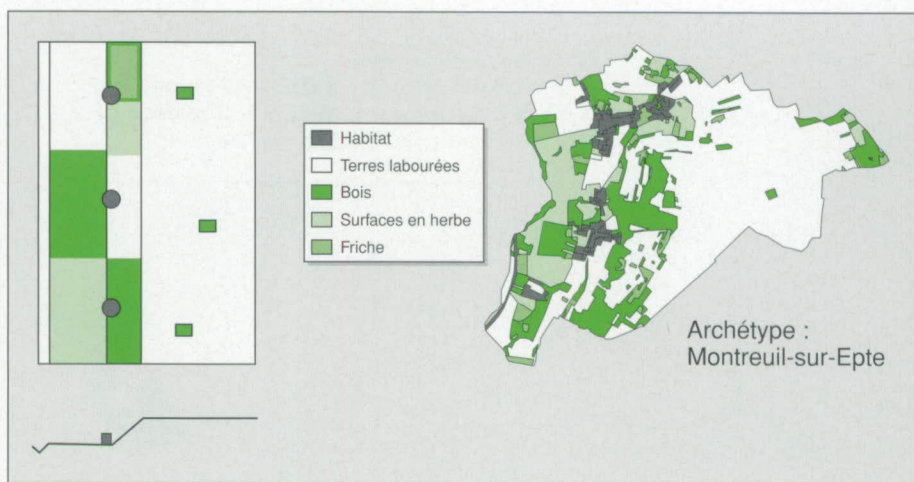 Habitat
Terres labourées
Bois
Surfaces en herbe
Friche
Archétype :
Montreuil-sur-Epte